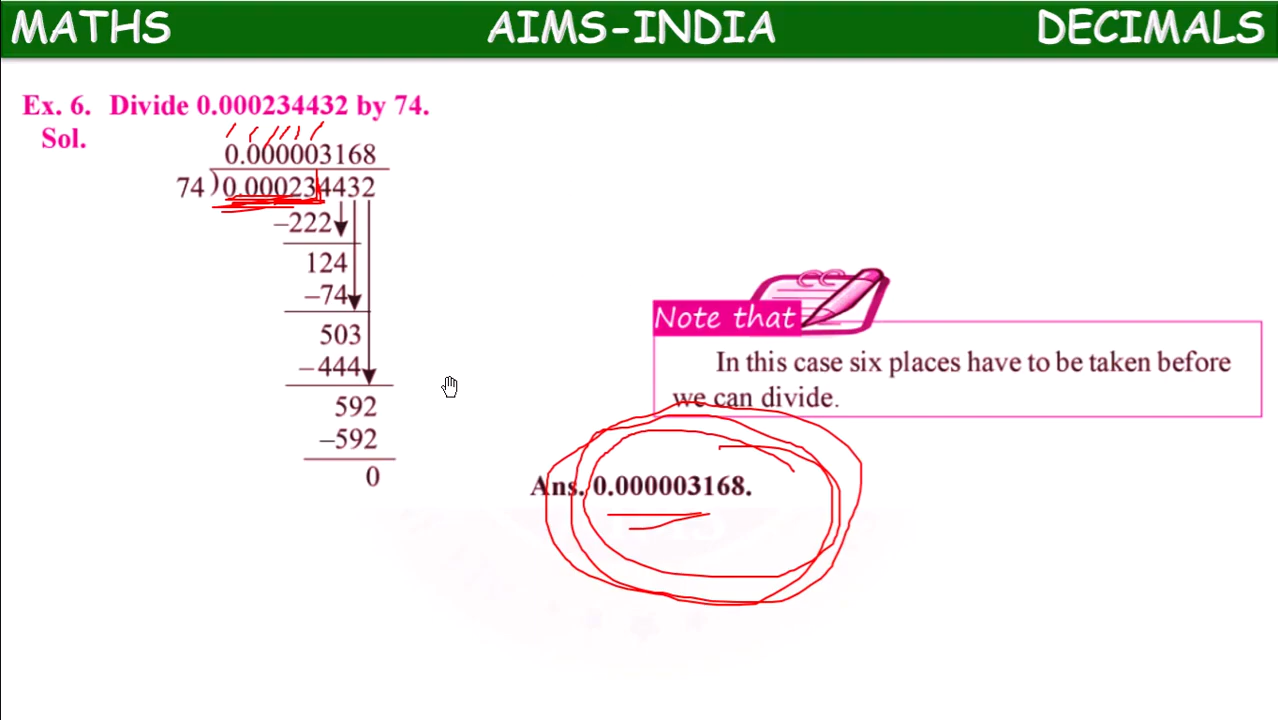 MATHS AIMS-INDIA DECIMALS
Ex. 6. Divide 0.000234432 by 74.
Sol.
0.000003168
74)0.000234432
–222
124
–74
503
–444
592
–592
0
Note that
In this case six places have to be taken before
we can divide.
Ans. 0.000003168.